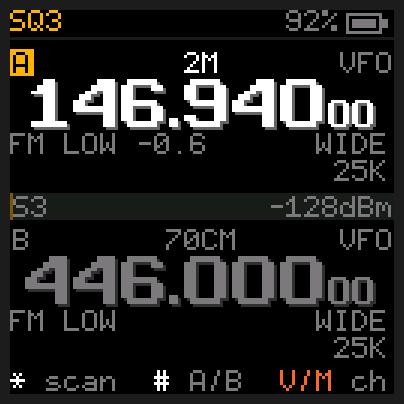 SQ3 92%
A 2M VFO
146.94000
FM LOW -0.6 WIDE
25K
S3 -128dBm
B 70CM VFO
446.00000
FM LOW WIDE
25K
* scan # A/B V/M ch